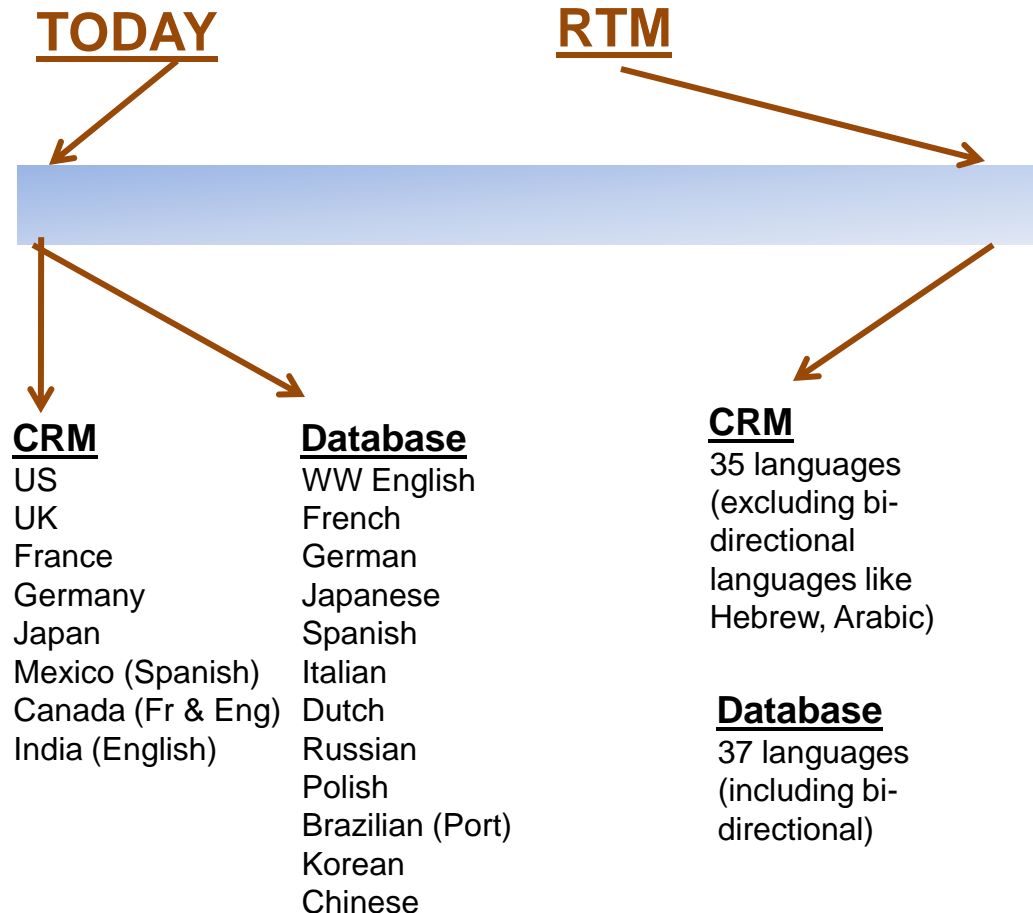 TODAY
RTM
CRM
US
UK
France
Germany
Japan
Mexico (Spanish)
Canada (Fr & Eng)
India (English)
Database
WW English
French
German
Japanese
Spanish
Italian
Dutch
Russian
Polish
Brazilian (Port)
Korean
Chinese
CRM
35 languages
(excluding bi-
directional
languages like
Hebrew, Arabic)
Database
37 languages
(including bi-
directional)